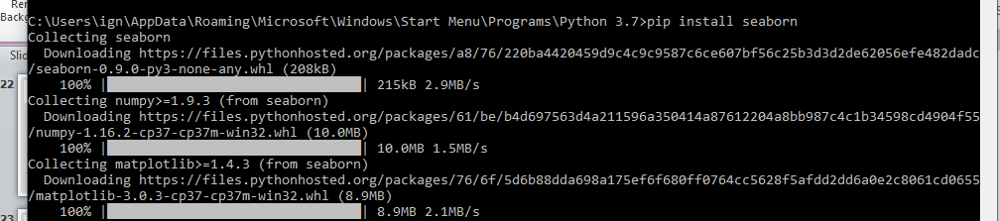 Ren
Backg
Slic
22
23
C:\Users\ign\AppData\Roaming\Microsoft\Windows\Start Menu\Programs\Python 3.7>pip install seaborn
Collecting seaborn
Downloading https://files.pythonhosted.org/packages/a8/76/220ba4420459d9c4c9c9587c6ce607bf56c25b3d3d2de62056efe482dadc
/seaborn-0.9.0-py3-none-any.whl (208kB)
100% |████████████████████████████████| 215kB 2.9MB/s
Collecting numpy>=1.9.3 (from seaborn)
Downloading https://files.pythonhosted.org/packages/61/be/b4d697563d4a211596a350414a87612204a8bb987c4c1b34598cd4904f55
/numpy-1.16.2-cp37-cp37m-win32.whl (10.0MB)
100% |████████████████████████████████| 10.0MB 1.5MB/s
Collecting matplotlib>=1.4.3 (from seaborn)
Downloading https://files.pythonhosted.org/packages/76/6f/5d6b88dda698a175ef6f680ff0764cc5628f5afdd2dd6a0e2c8061cd0655
/matplotlib-3.0.3-cp37-cp37m-win32.whl (8.9MB)
100% |████████████████████████████████| 8.9MB 2.1MB/s